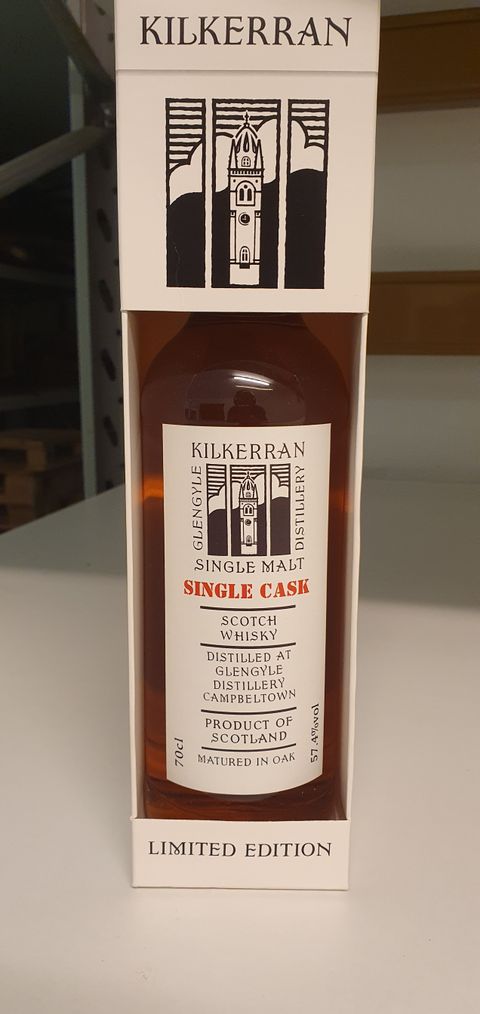 KILKERRAN
KILKERRAN
GLENGYLE
DISTILLERY
SINGLE MALT
SINGLE CASK
SCOTCH
WHISKY
DISTILLED AT
GLENGYLE
DISTILLERY
CAMPBELTOWN
PRODUCT OF
SCOTLAND
MATURED IN OAK
70cl
57.4%vol
LIMITED EDITION